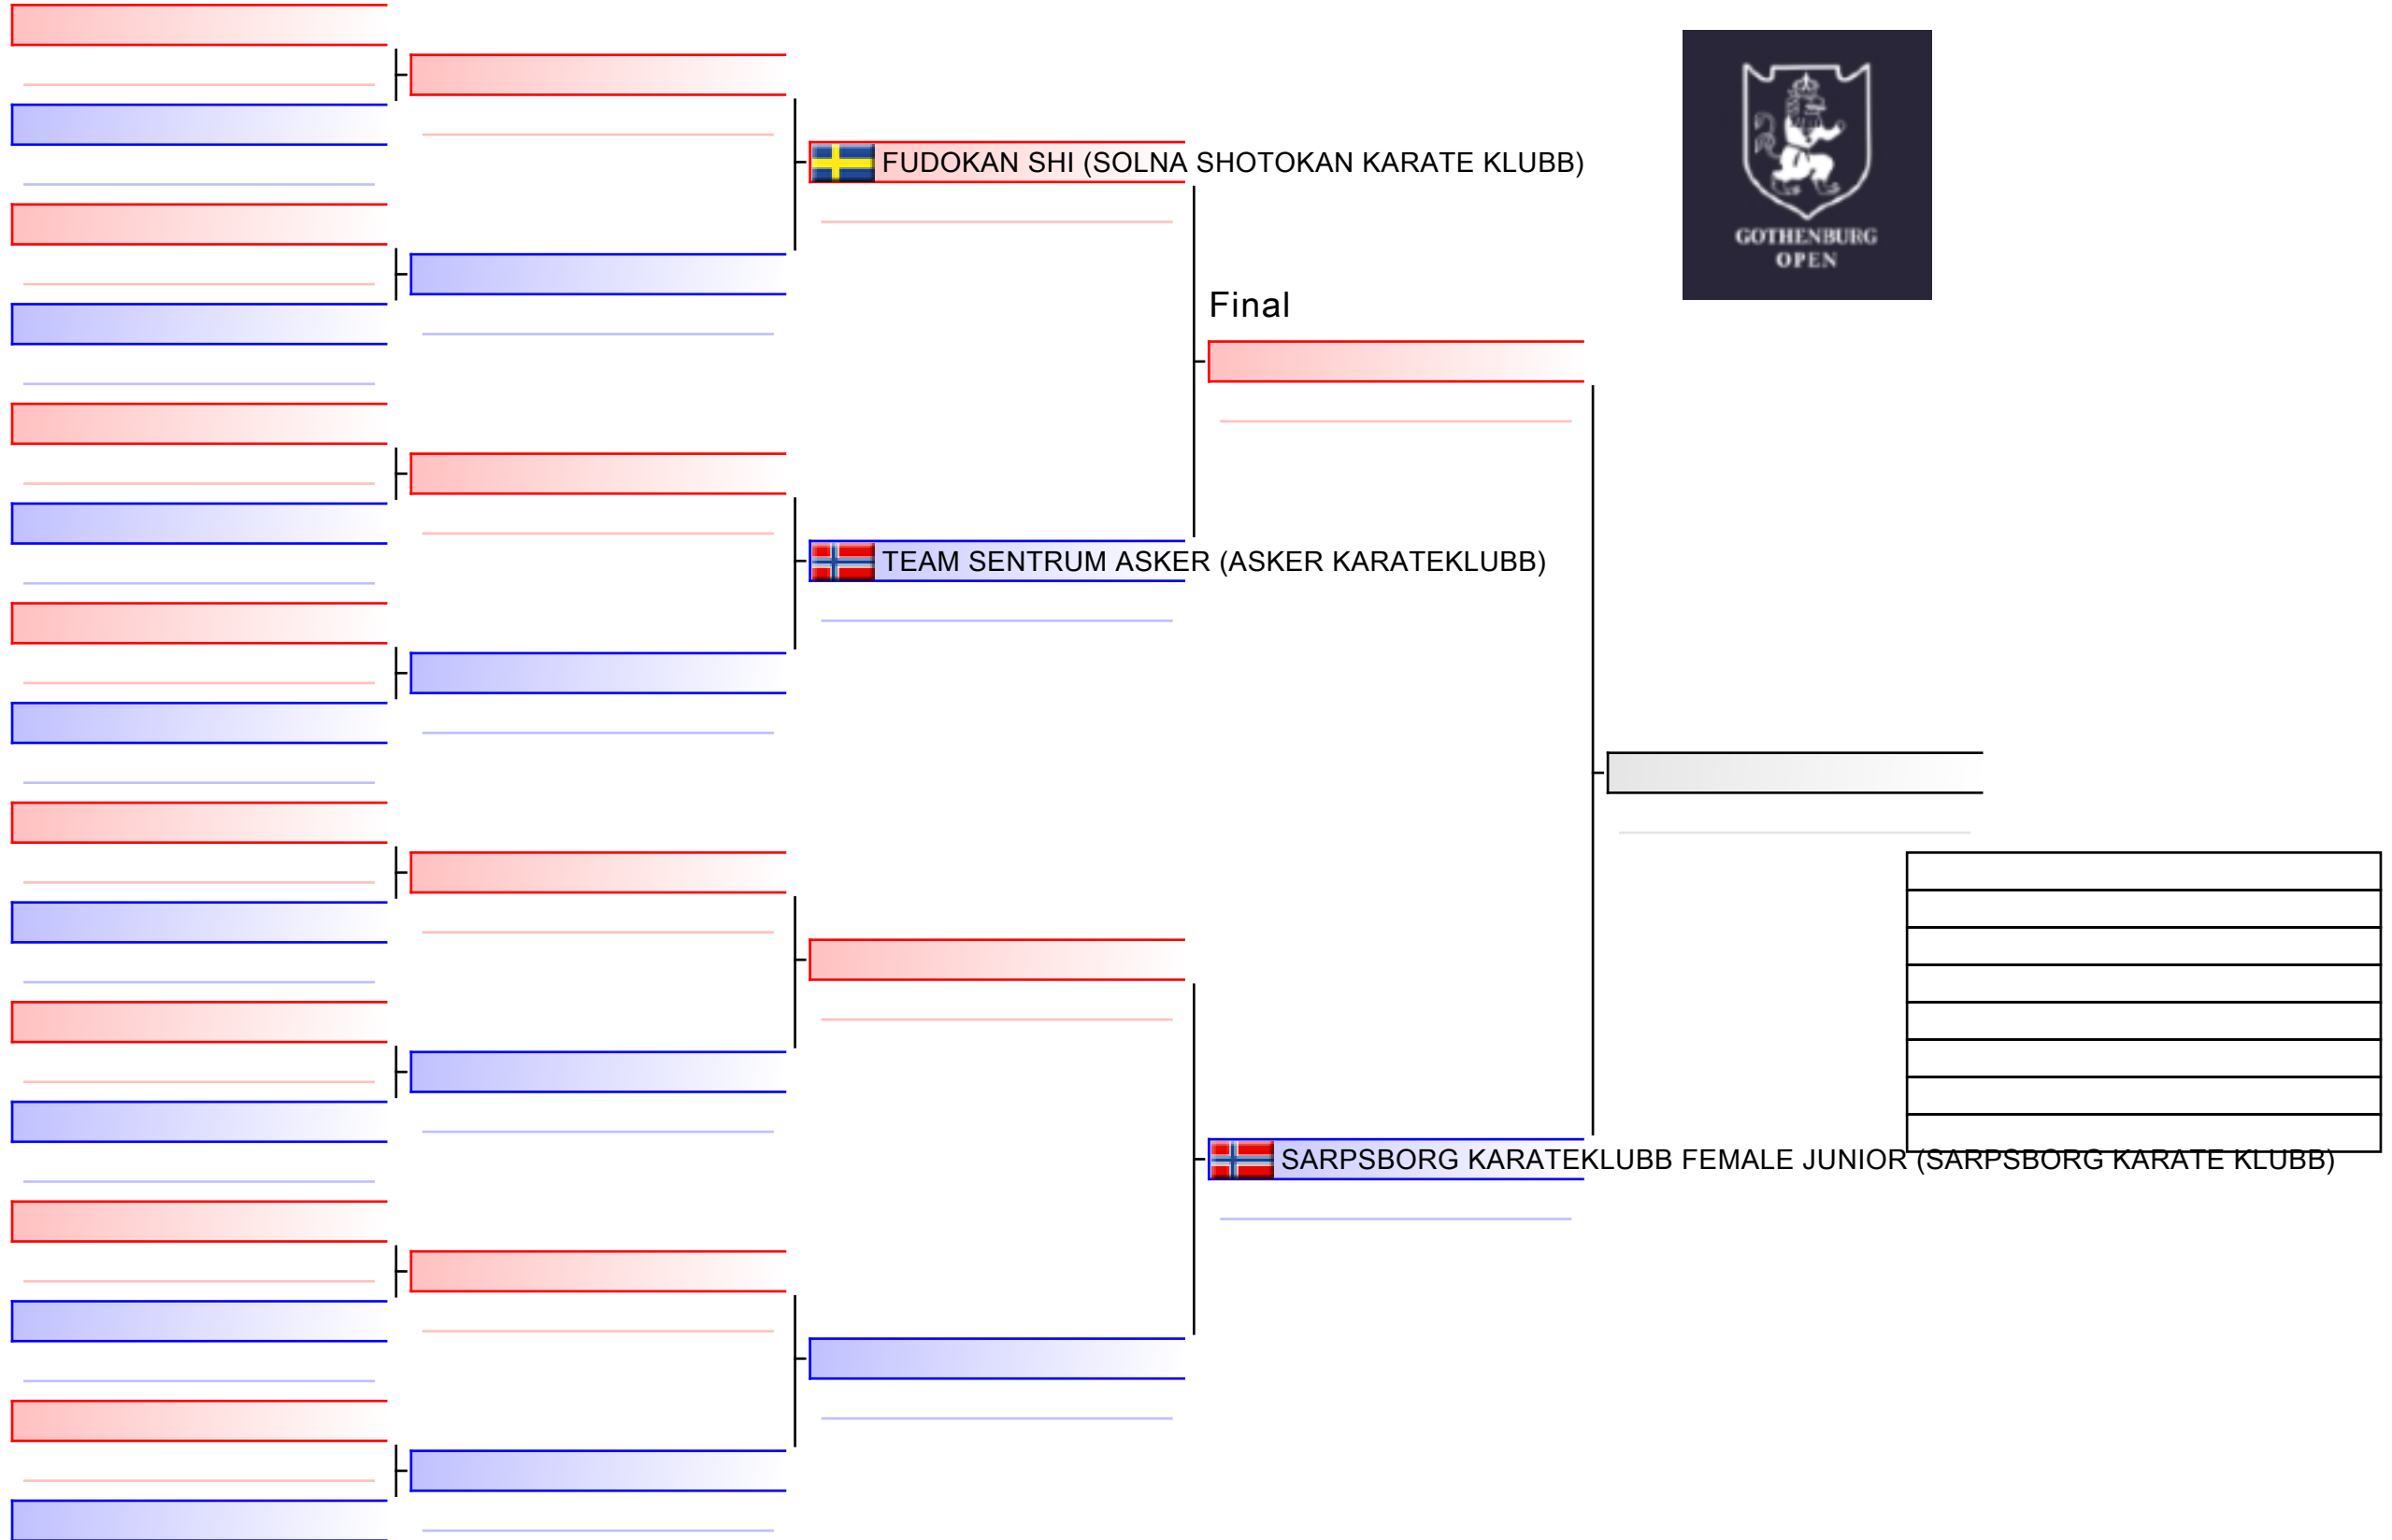 FUDOKAN SHI (SOLNA SHOTOKAN KARATE KLUBB)
GOTHENBURG
OPEN
Final
TEAM SENTRUM ASKER (ASKER KARATEKLUBB)
SARPSBORG KARATEKLUBB FEMALE JUNIOR (SARPSBORG KARATE KLUBB)